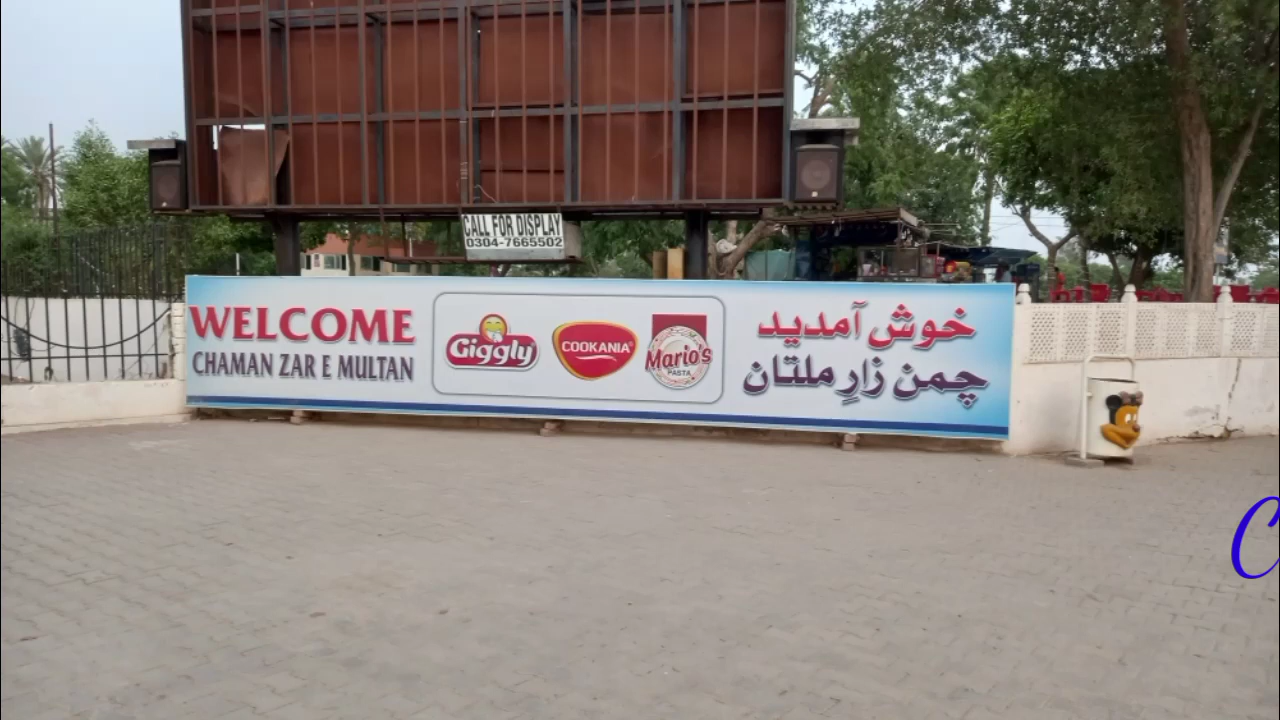 CALL FOR DISPLAY
0304-7665502
WELCOME
CHAMAN ZAR E MULTAN
Giggly
COOKANIA
Mario's
PASTA
خوش آمدید
چمن زارِ ملتان
C